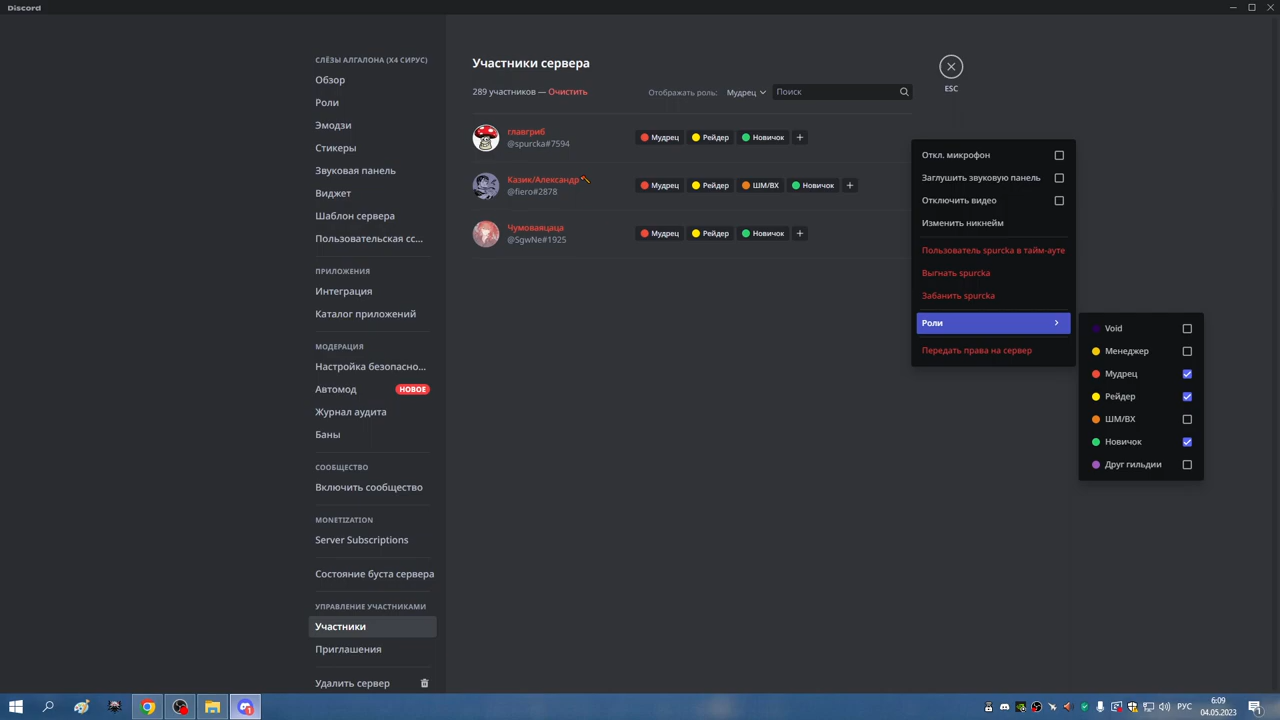 Discord
СЛЁЗЫ АЛГАЛОНА (Х4 СИРУС)
Обзор
Роли
Эмодзи
Стикеры
Звуковая панель
Виджет
Шаблон сервера
Пользовательская сс...
ПРИЛОЖЕНИЯ
Интеграция
Каталог приложений
МОДЕРАЦИЯ
Настройка безопасно...
Автомод НОВОЕ
Журнал аудита
Баны
СООБЩЕСТВО
Включить сообщество
MONETIZATION
Server Subscriptions
Состояние буста сервера
УПРАВЛЕНИЕ УЧАСТНИКАМИ
Участники
Приглашения
Удалить сервер
Участники сервера
289 участников — Очистить
Отображать роль: Мудрец
Поиск
ESC
главгриб
@spurcka#7594
Мудрец Рейдер Новичок +
Казик/Александр
@fiero#2878
Мудрец Рейдер ШМ/ВХ Новичок +
Чумоваяцаца
@SgwNe#1925
Мудрец Рейдер Новичок +
Откл. микрофон
Заглушить звуковую панель
Отключить видео
Изменить никнейм
Пользователь spurcka в тайм-ауте
Выгнать spurcka
Забанить spurcka
Роли
Передать права на сервер
Void
Менеджер
Мудрец
Рейдер
ШМ/ВХ
Новичок
Друг гильдии
РУС
6:09
04.05.2023